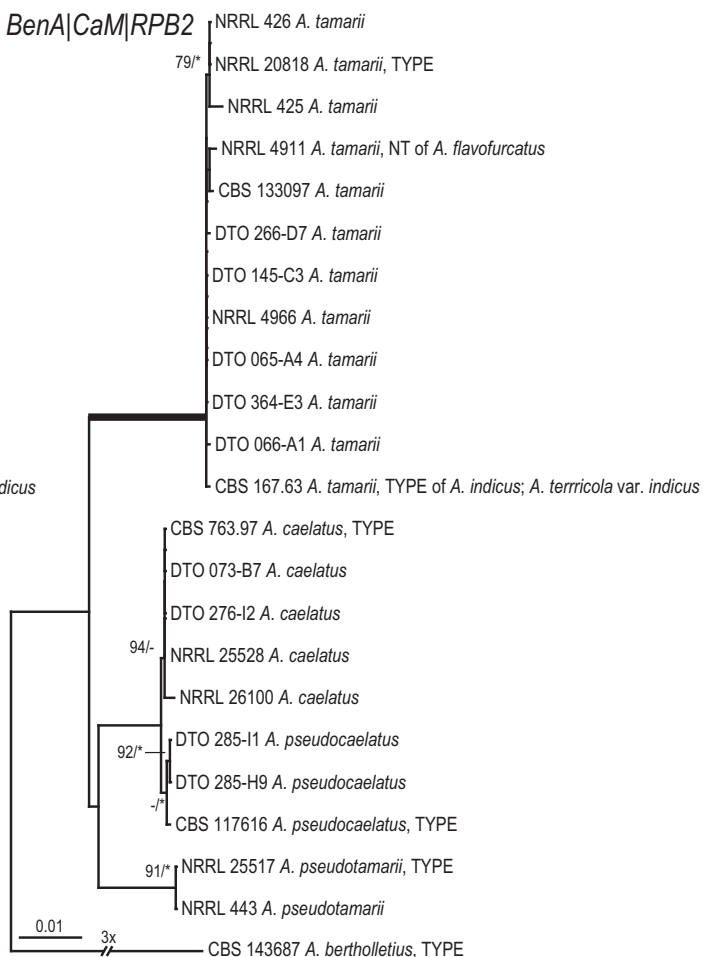 BenA|CaM|RPB2
NRRL 426 A. tamarii
79/*
NRRL 20818 A. tamarii, TYPE
NRRL 425 A. tamarii
NRRL 4911 A. tamarii, NT of A. flavofurcatus
CBS 133097 A. tamarii
DTO 266-D7 A. tamarii
DTO 145-C3 A. tamarii
NRRL 4966 A. tamarii
DTO 065-A4 A. tamarii
DTO 364-E3 A. tamarii
DTO 066-A1 A. tamarii
dicus
CBS 167.63 A. tamarii, TYPE of A. indicus; A. terrricola var. indicus
CBS 763.97 A. caelatus, TYPE
DTO 073-B7 A. caelatus
DTO 276-I2 A. caelatus
94/-
NRRL 25528 A. caelatus
NRRL 26100 A. caelatus
DTO 285-I1 A. pseudocaelatus
92/*
DTO 285-H9 A. pseudocaelatus
-/*
CBS 117616 A. pseudocaelatus, TYPE
91/*
NRRL 25517 A. pseudotamarii, TYPE
NRRL 443 A. pseudotamarii
0.01
3x
CBS 143687 A. bertholletius, TYPE